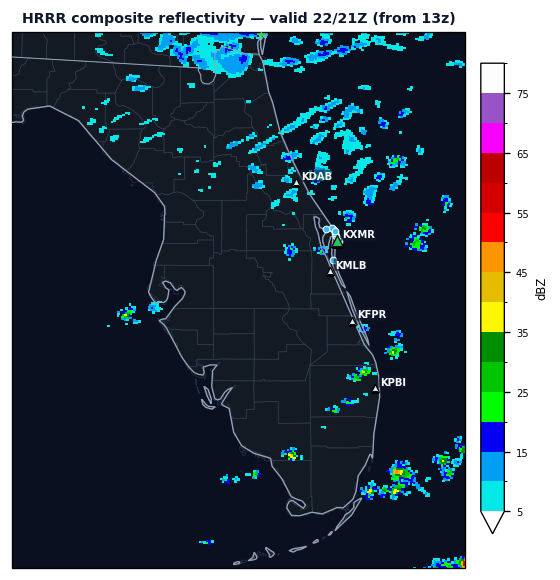 HRRR composite reflectivity — valid 22/21Z (from 13z)
KDAB
KXMR
KMLB
KFPR
KPBI
75
65
55
45
35
25
15
5
dBZ